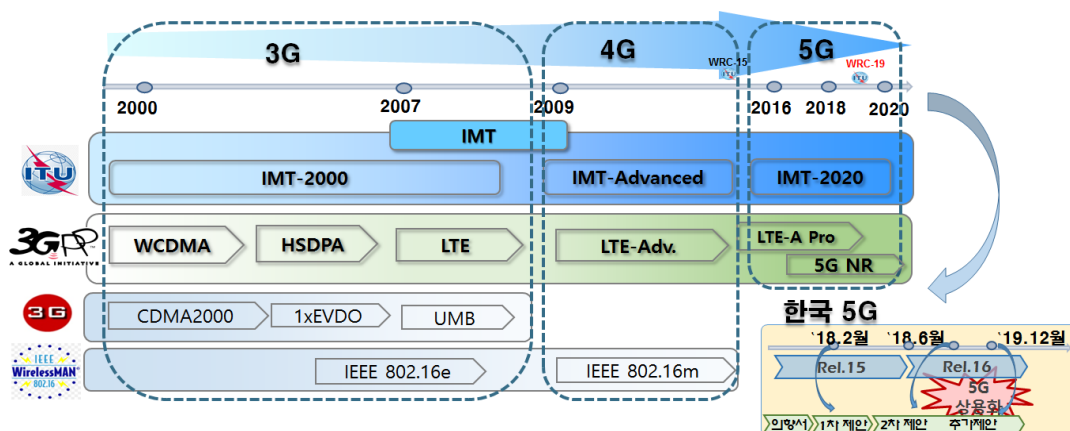 3G
4G
5G
WRC-15
ITU
WRC-19
ITU
2000
2007
2009
2016
2018
2020
IMT
ITU
IMT-2000
IMT-Advanced
IMT-2020
3GPP™
A GLOBAL INITIATIVE
WCDMA
HSDPA
LTE
LTE-Adv.
LTE-A Pro
5G NR
3G
CDMA2000
1xEVDO
UMB
IEEE
WirelessMAN®
802.16
IEEE 802.16e
IEEE 802.16m
한국 5G
‘18.2월
‘18.6월
‘19.12월
Rel.15
Rel.16
5G
상용화
의향서
1차 제안
2차 제안
추가제안